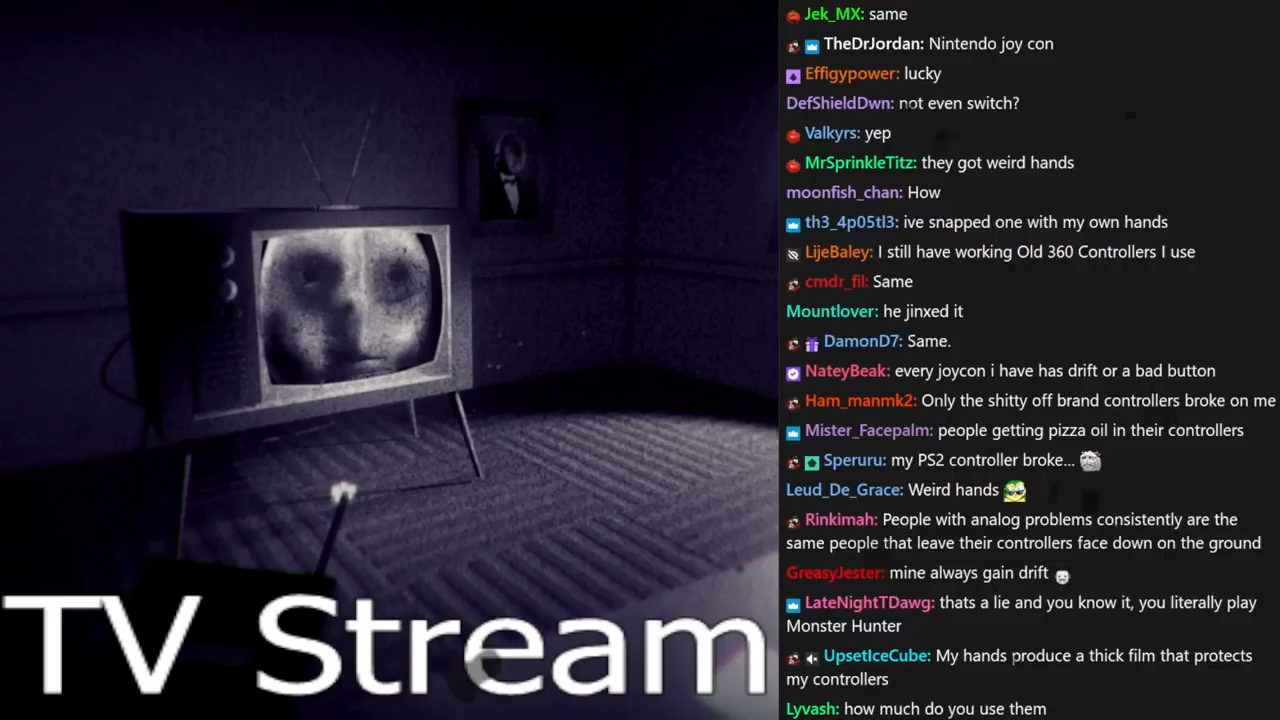 Jek_MX: same
TheDrJordan: Nintendo joy con
Effigypower: lucky
DefShieldDwn: not even switch?
Valkyrs: yep
MrSprinkleTitz: they got weird hands
moonfish_chan: How
th3_4p05tl3: ive snapped one with my own hands
LijeBaley: I still have working Old 360 Controllers I use
cmdr_fil: Same
Mountlover: he jinxed it
DamonD7: Same.
NateyBeak: every joycon i have has drift or a bad button
Ham_manmk2: Only the shitty off brand controllers broke on me
Mister_Facepalm: people getting pizza oil in their controllers
Speruru: my PS2 controller broke...
Leud_De_Grace: Weird hands
Rinkimah: People with analog problems consistently are the
same people that leave their controllers face down on the ground
GreasyJester: mine always gain drift
LateNightTDawg: thats a lie and you know it, you literally play
Monster Hunter
UpsetIceCube: My hands produce a thick film that protects
my controllers
Lyvash: how much do you use them
TV Stream